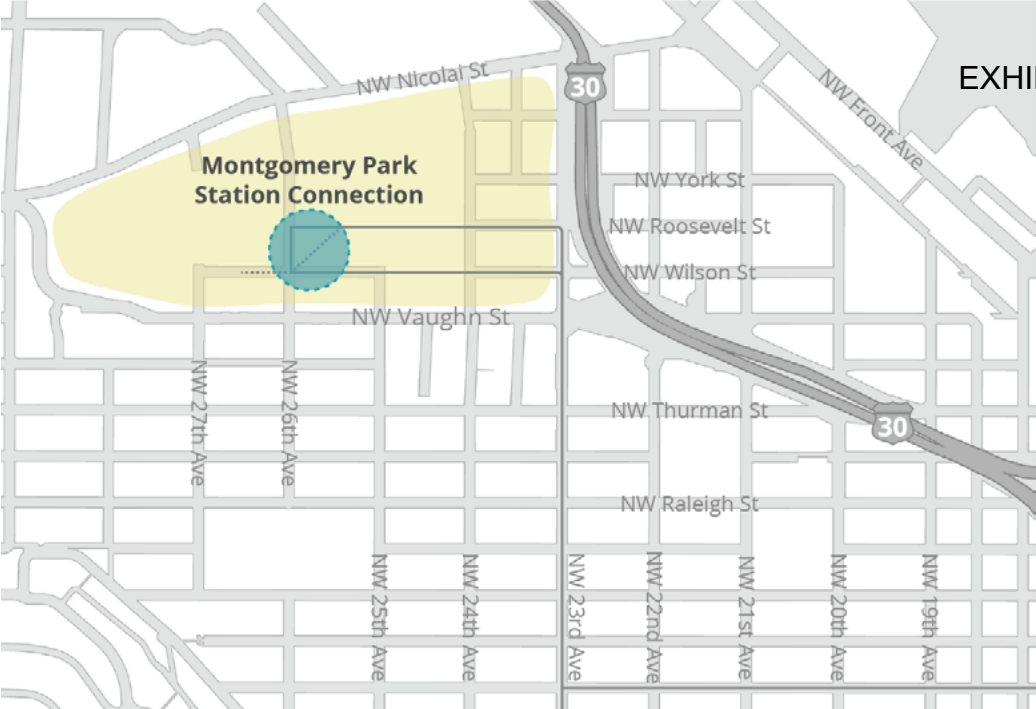 NW Nicolai St
30
EXHI
NW Front Ave
Montgomery Park
Station Connection
NW York St
NW Roosevelt St
NW Wilson St
NW Vaughn St
NW 27th Ave
NW 26th Ave
NW Thurman St
30
NW Raleigh St
NW 25th Ave
NW 24th Ave
NW 23rd Ave
NW 22nd Ave
NW 21st Ave
NW 20th Ave
NW 19th Ave